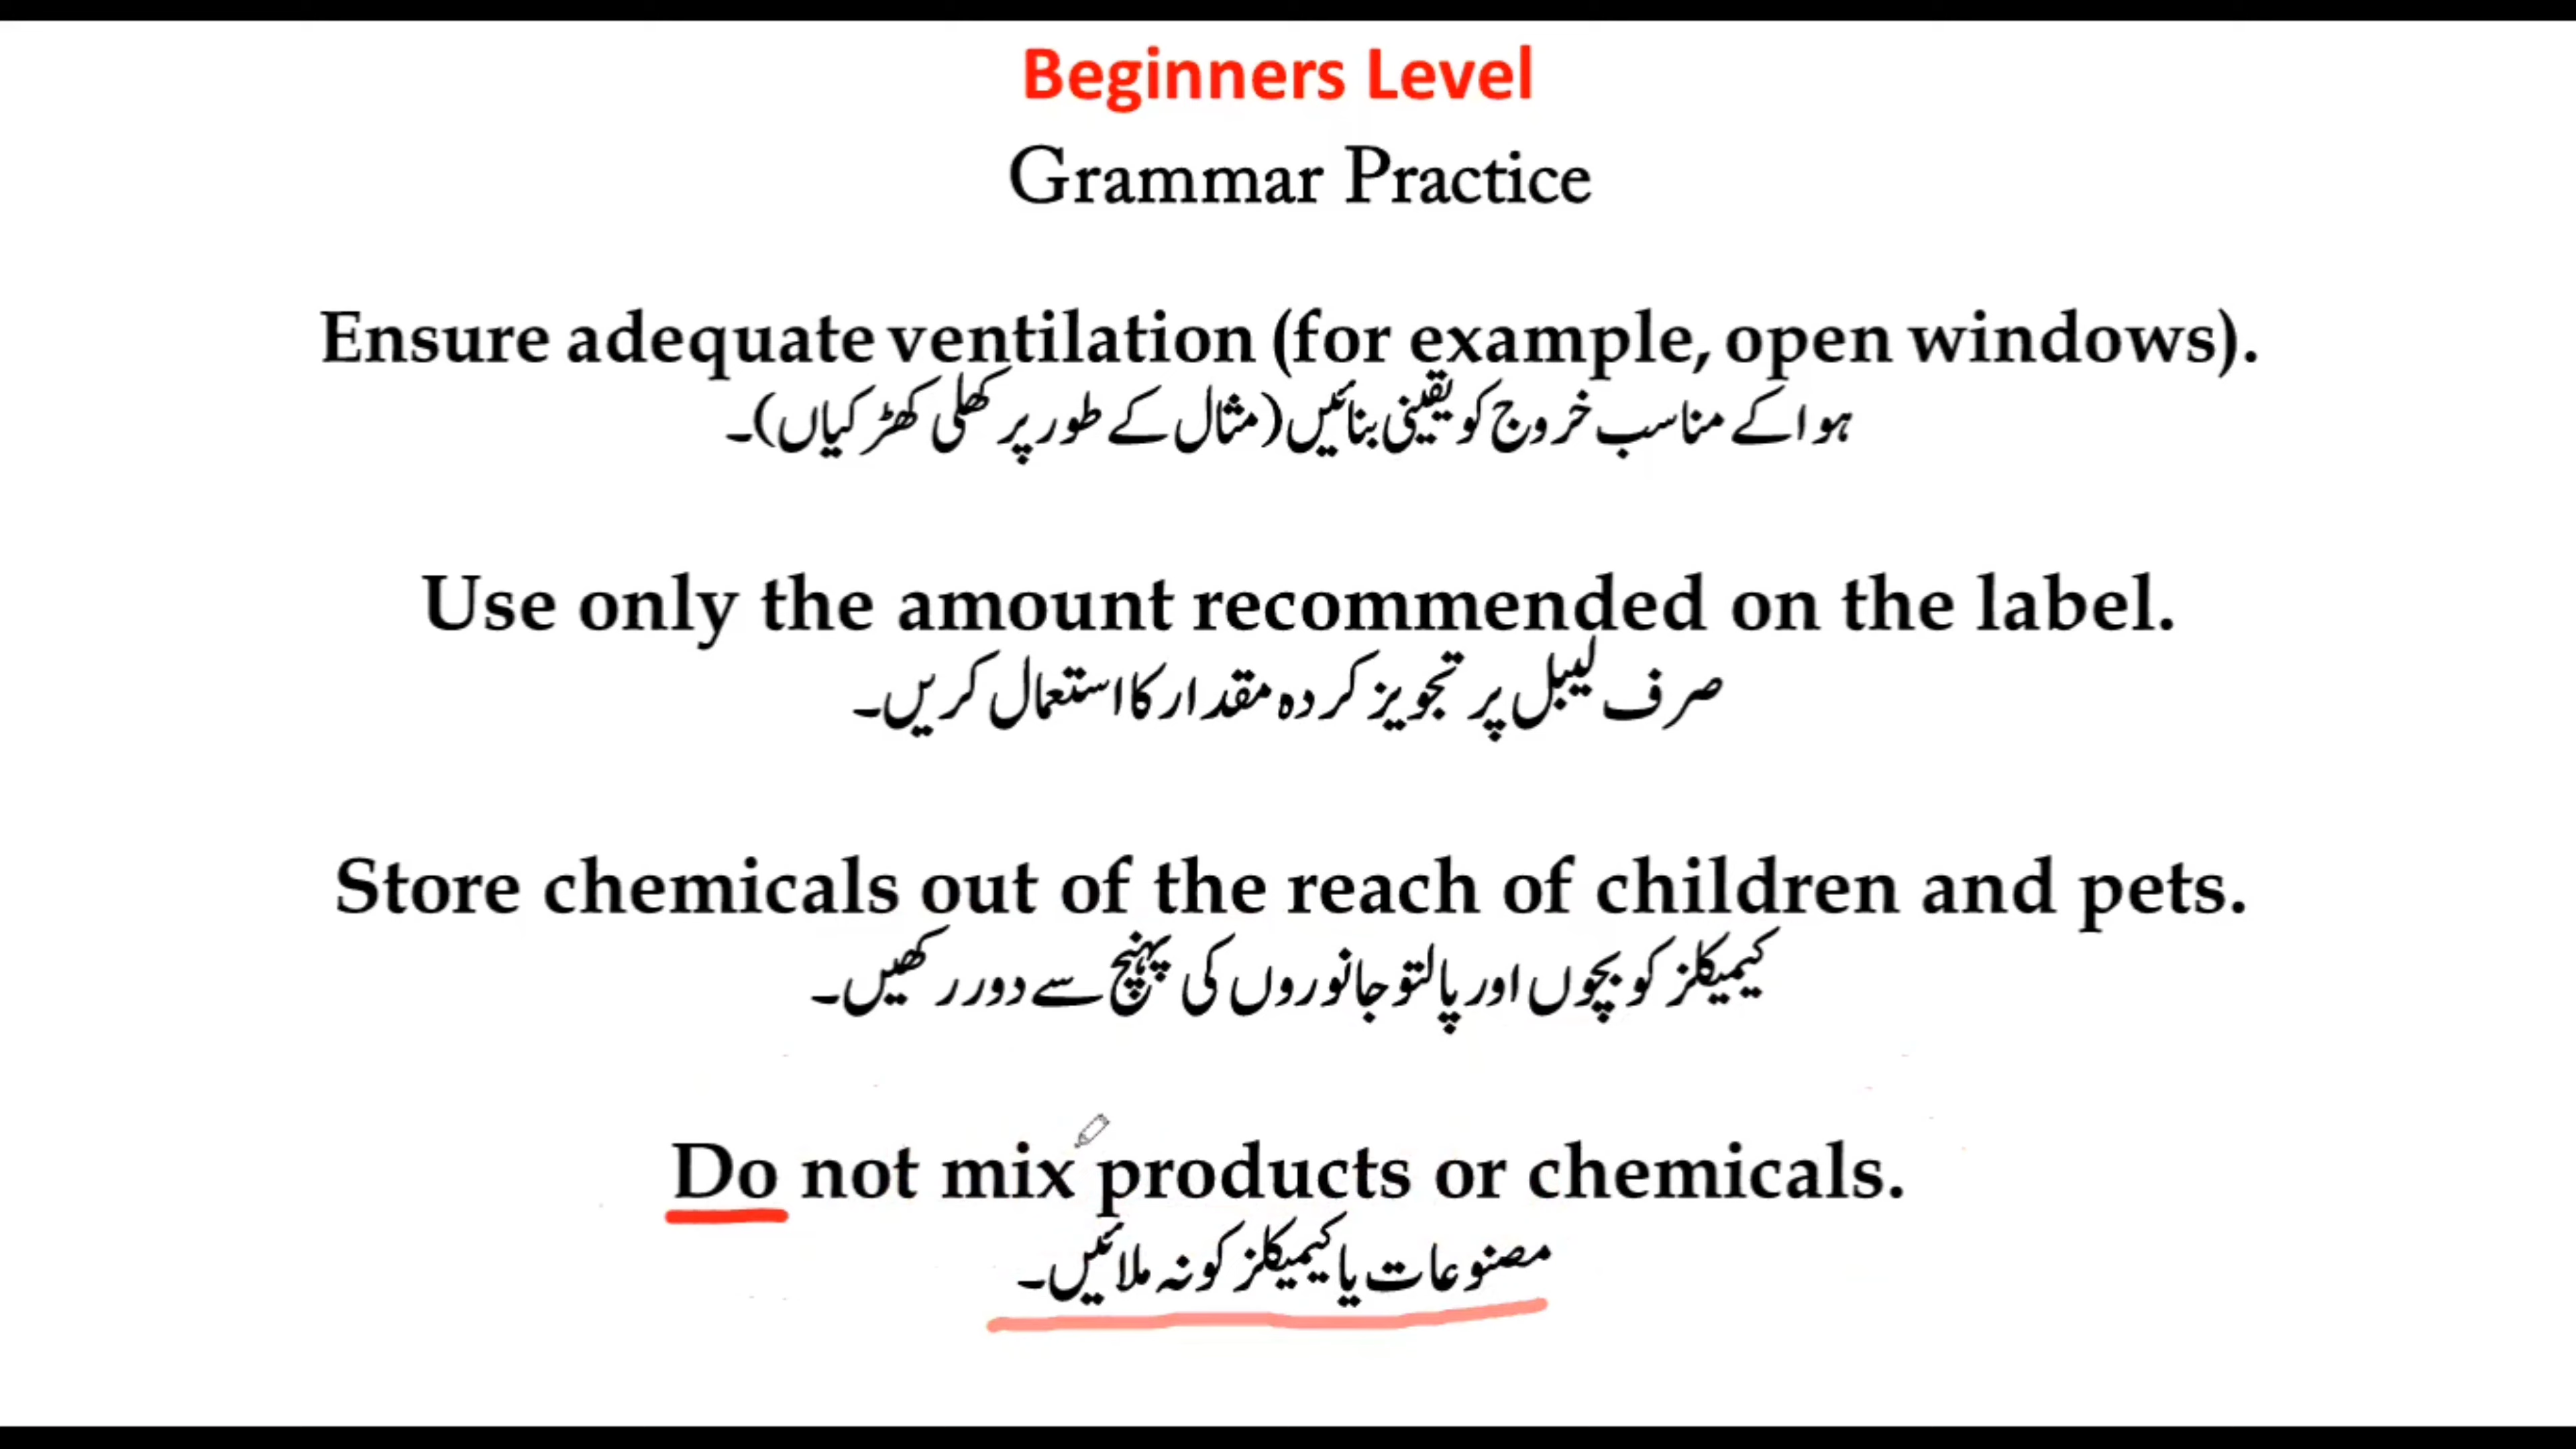 Beginners Level
Grammar Practice
Ensure adequate ventilation (for example, open windows).
ہوا کے مناسب خروج کو یقینی بنائیں (مثال کے طور پر کھلی کھڑکیاں)۔
Use only the amount recommended on the label.
صرف لیبل پر تجویز کردہ مقدار کا استعمال کریں۔
Store chemicals out of the reach of children and pets.
کیمیکلز کو بچوں اور پالتو جانوروں کی پہنچ سے دور رکھیں۔
Do not mix products or chemicals.
مصنوعات یا کیمیکلز کو نہ ملائیں۔